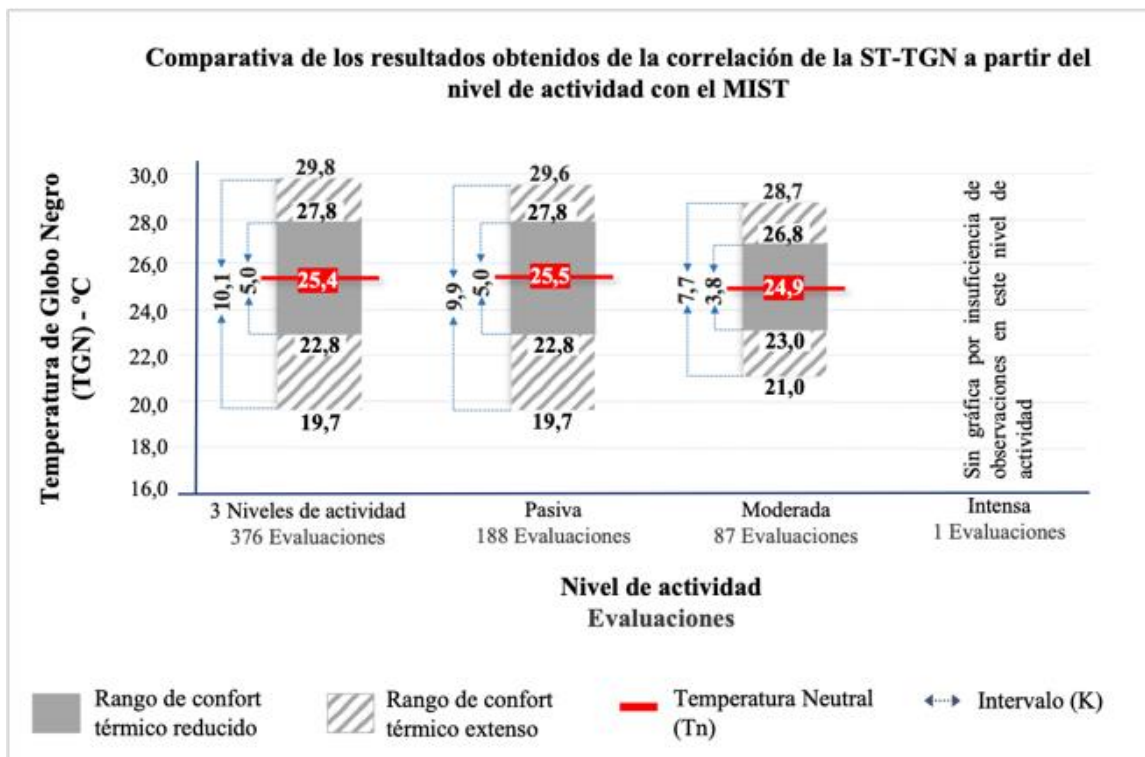 Comparativa de los resultados obtenidos de la correlación de la ST-TGN a partir del
nivel de actividad con el MIST
Temperatura de Globo Negro
(TGN) - ºC
30,0
28,0
26,0
24,0
22,0
20,0
18,0
16,0
29,8
27,8
25,4
22,8
19,7
10,1
5,0
29,6
27,8
25,5
22,8
19,7
9,9
5,0
28,7
26,8
24,9
23,0
21,0
7,7
3,8
Sin gráfica por insuficiencia de
observaciones en este nivel de
actividad
3 Niveles de actividad
376 Evaluaciones
Pasiva
188 Evaluaciones
Moderada
87 Evaluaciones
Intensa
1 Evaluaciones
Nivel de actividad
Evaluaciones
Rango de confort
térmico reducido
Rango de confort
térmico extenso
Temperatura Neutral
(Tn)
Intervalo (K)